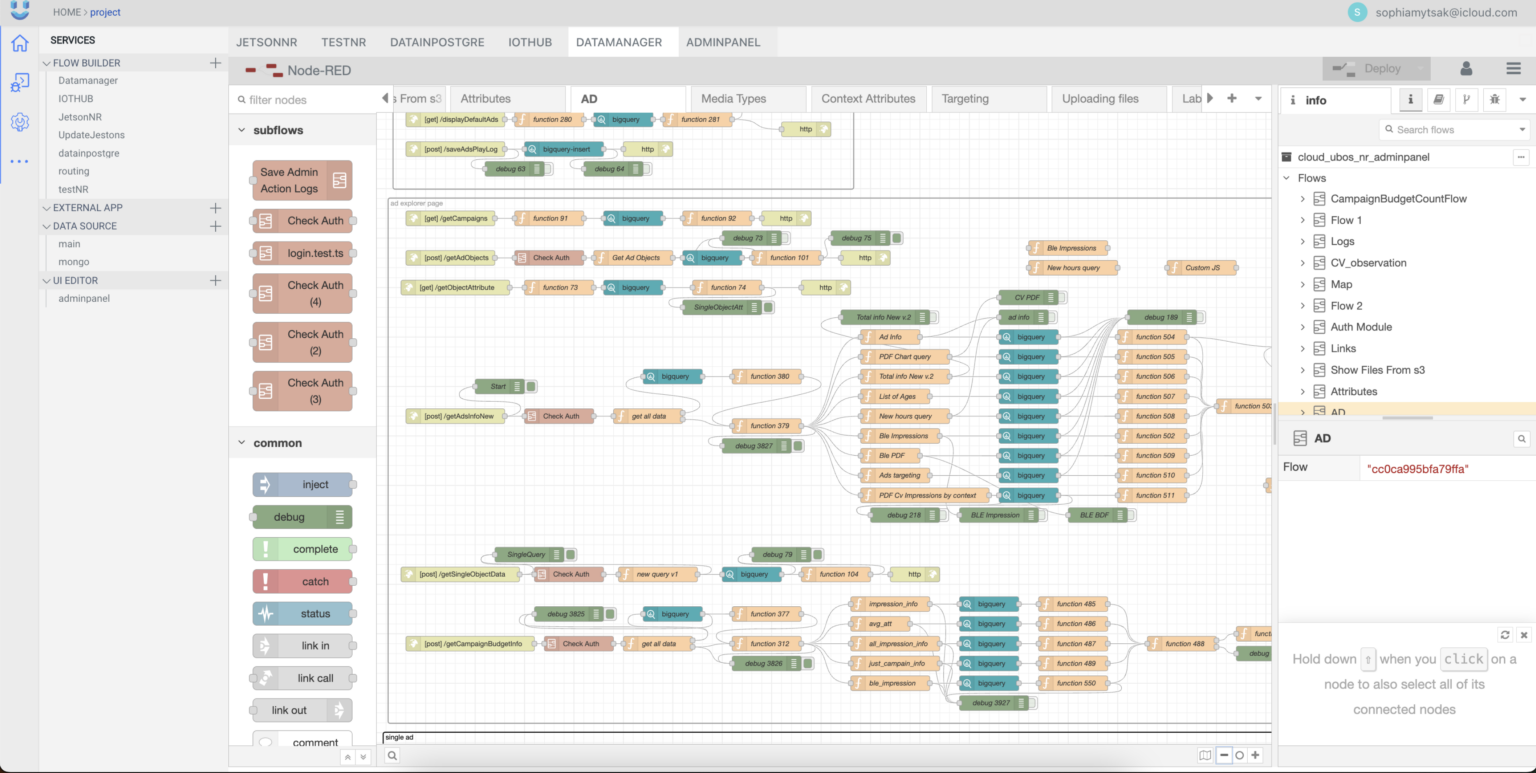 HOME > project
S sophiamytsak@icloud.com
SERVICES
FLOW BUILDER
Datamanager
IOTHUB
JetsonNR
UpdateJestons
datainpostgre
routing
testNR
EXTERNAL APP
DATA SOURCE
main
mongo
UI EDITOR
adminpanel
JETSONNR TESTNR DATAINPOSTGRE IOTHUB DATAMANAGER ADMINPANEL
Node-RED
Deploy
filter nodes
subflows
Save Admin
Action Logs
Check Auth
login.test.ts
Check Auth
(4)
Check Auth
(2)
Check Auth
(3)
common
inject
debug
complete
catch
status
link in
link call
link out
comment
s From s3 Attributes AD Media Types Context Attributes Targeting Uploading files Lab
[get] /displayDefaultAds function 280 bigquery function 281
http
[post] /saveAdsPlayLog bigquery-insert http
debug 63 debug 64
ad explorer page
[get] /getCampaigns function 91 bigquery function 92 http
debug 73 debug 75
[post] /getAdObjects Check Auth Get Ad Objects bigquery function 101 http
Ble Impressions
New hours query Custom JS
[get] /getObjectAttribute function 73 bigquery function 74 http
SingleObjectAtt
CV PDF
Total info New v.2 ad info debug 189
Ad Info bigquery function 504
PDF Chart query bigquery function 505
Total info New v.2 bigquery function 506
List of Ages bigquery function 507
New hours query bigquery function 508
Ble Impressions bigquery function 502
Ble PDF bigquery function 509
Ads targeting bigquery function 510
PDF Cv Impressions by context bigquery function 511
debug 218 BLE Impression BLE BDF
bigquery function 380
Start
[post] /getAdsInfoNew Check Auth get all data
function 379
debug 3827
SingleQuery debug 79
[post] /getSingleObjectData Check Auth new query v1 bigquery function 104 http
debug 3825 bigquery function 377
[post] /getCampaignBudgetInfo Check Auth get all data function 312
debug 3826
impression_info bigquery function 485
avg_att bigquery function 486
all_impression_info bigquery function 487 function 488
just_campain_info bigquery function 489
ble_impression bigquery function 550
debug 3927
debug
single ad
i info
Search flows
cloud_ubos_nr_adminpanel
Flows
CampaignBudgetCountFlow
Flow 1
Logs
CV_observation
Map
Flow 2
Auth Module
Links
Show Files From s3
Attributes
AD
AD
Flow "cc0ca995bfa79ffa"
Hold down ⇧ when you click on a
node to also select all of its
connected nodes